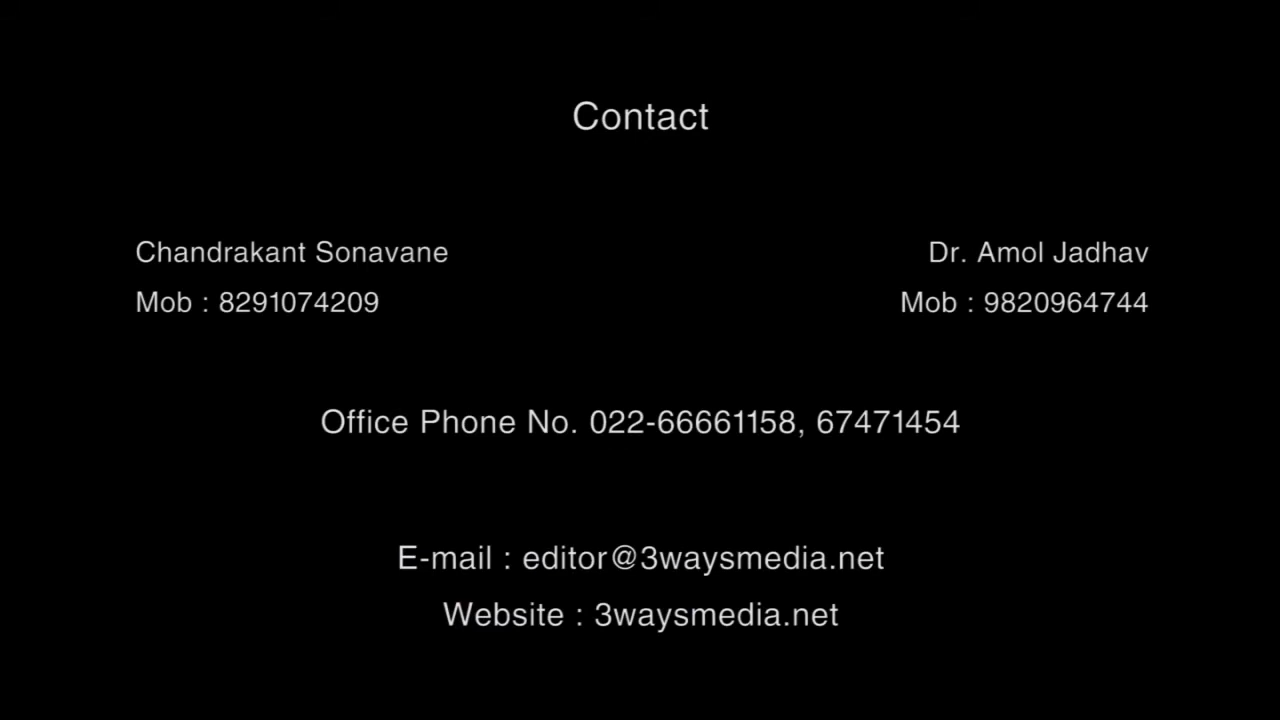 Contact
Chandrakant Sonavane
Mob : 8291074209
Dr. Amol Jadhav
Mob : 9820964744
Office Phone No. 022-66661158, 67471454
E-mail : editor@3waysmedia.net
Website : 3waysmedia.net